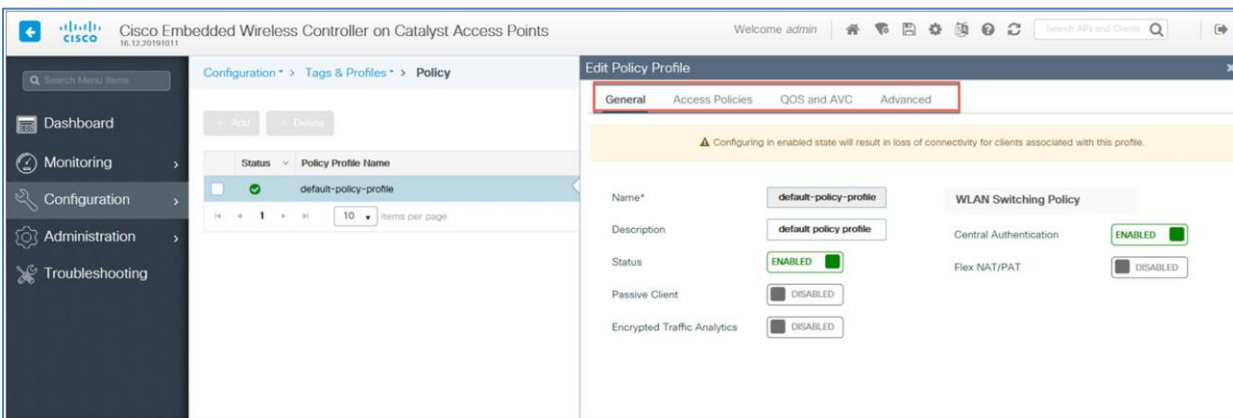 cisco
Cisco Embedded Wireless Controller on Catalyst Access Points
16.12.20191011
Welcome admin
Search APs and Clients
Search Menu Items
Dashboard
Monitoring
Configuration
Administration
Troubleshooting
Configuration > Tags & Profiles > Policy
+ Add
× Delete
Status
Policy Profile Name
default-policy-profile
1
10
items per page
Edit Policy Profile
General
Access Policies
QOS and AVC
Advanced
Configuring in enabled state will result in loss of connectivity for clients associated with this profile.
Name* default-policy-profile
Description default policy profile
Status ENABLED
Passive Client DISABLED
Encrypted Traffic Analytics DISABLED
WLAN Switching Policy
Central Authentication ENABLED
Flex NAT/PAT DISABLED